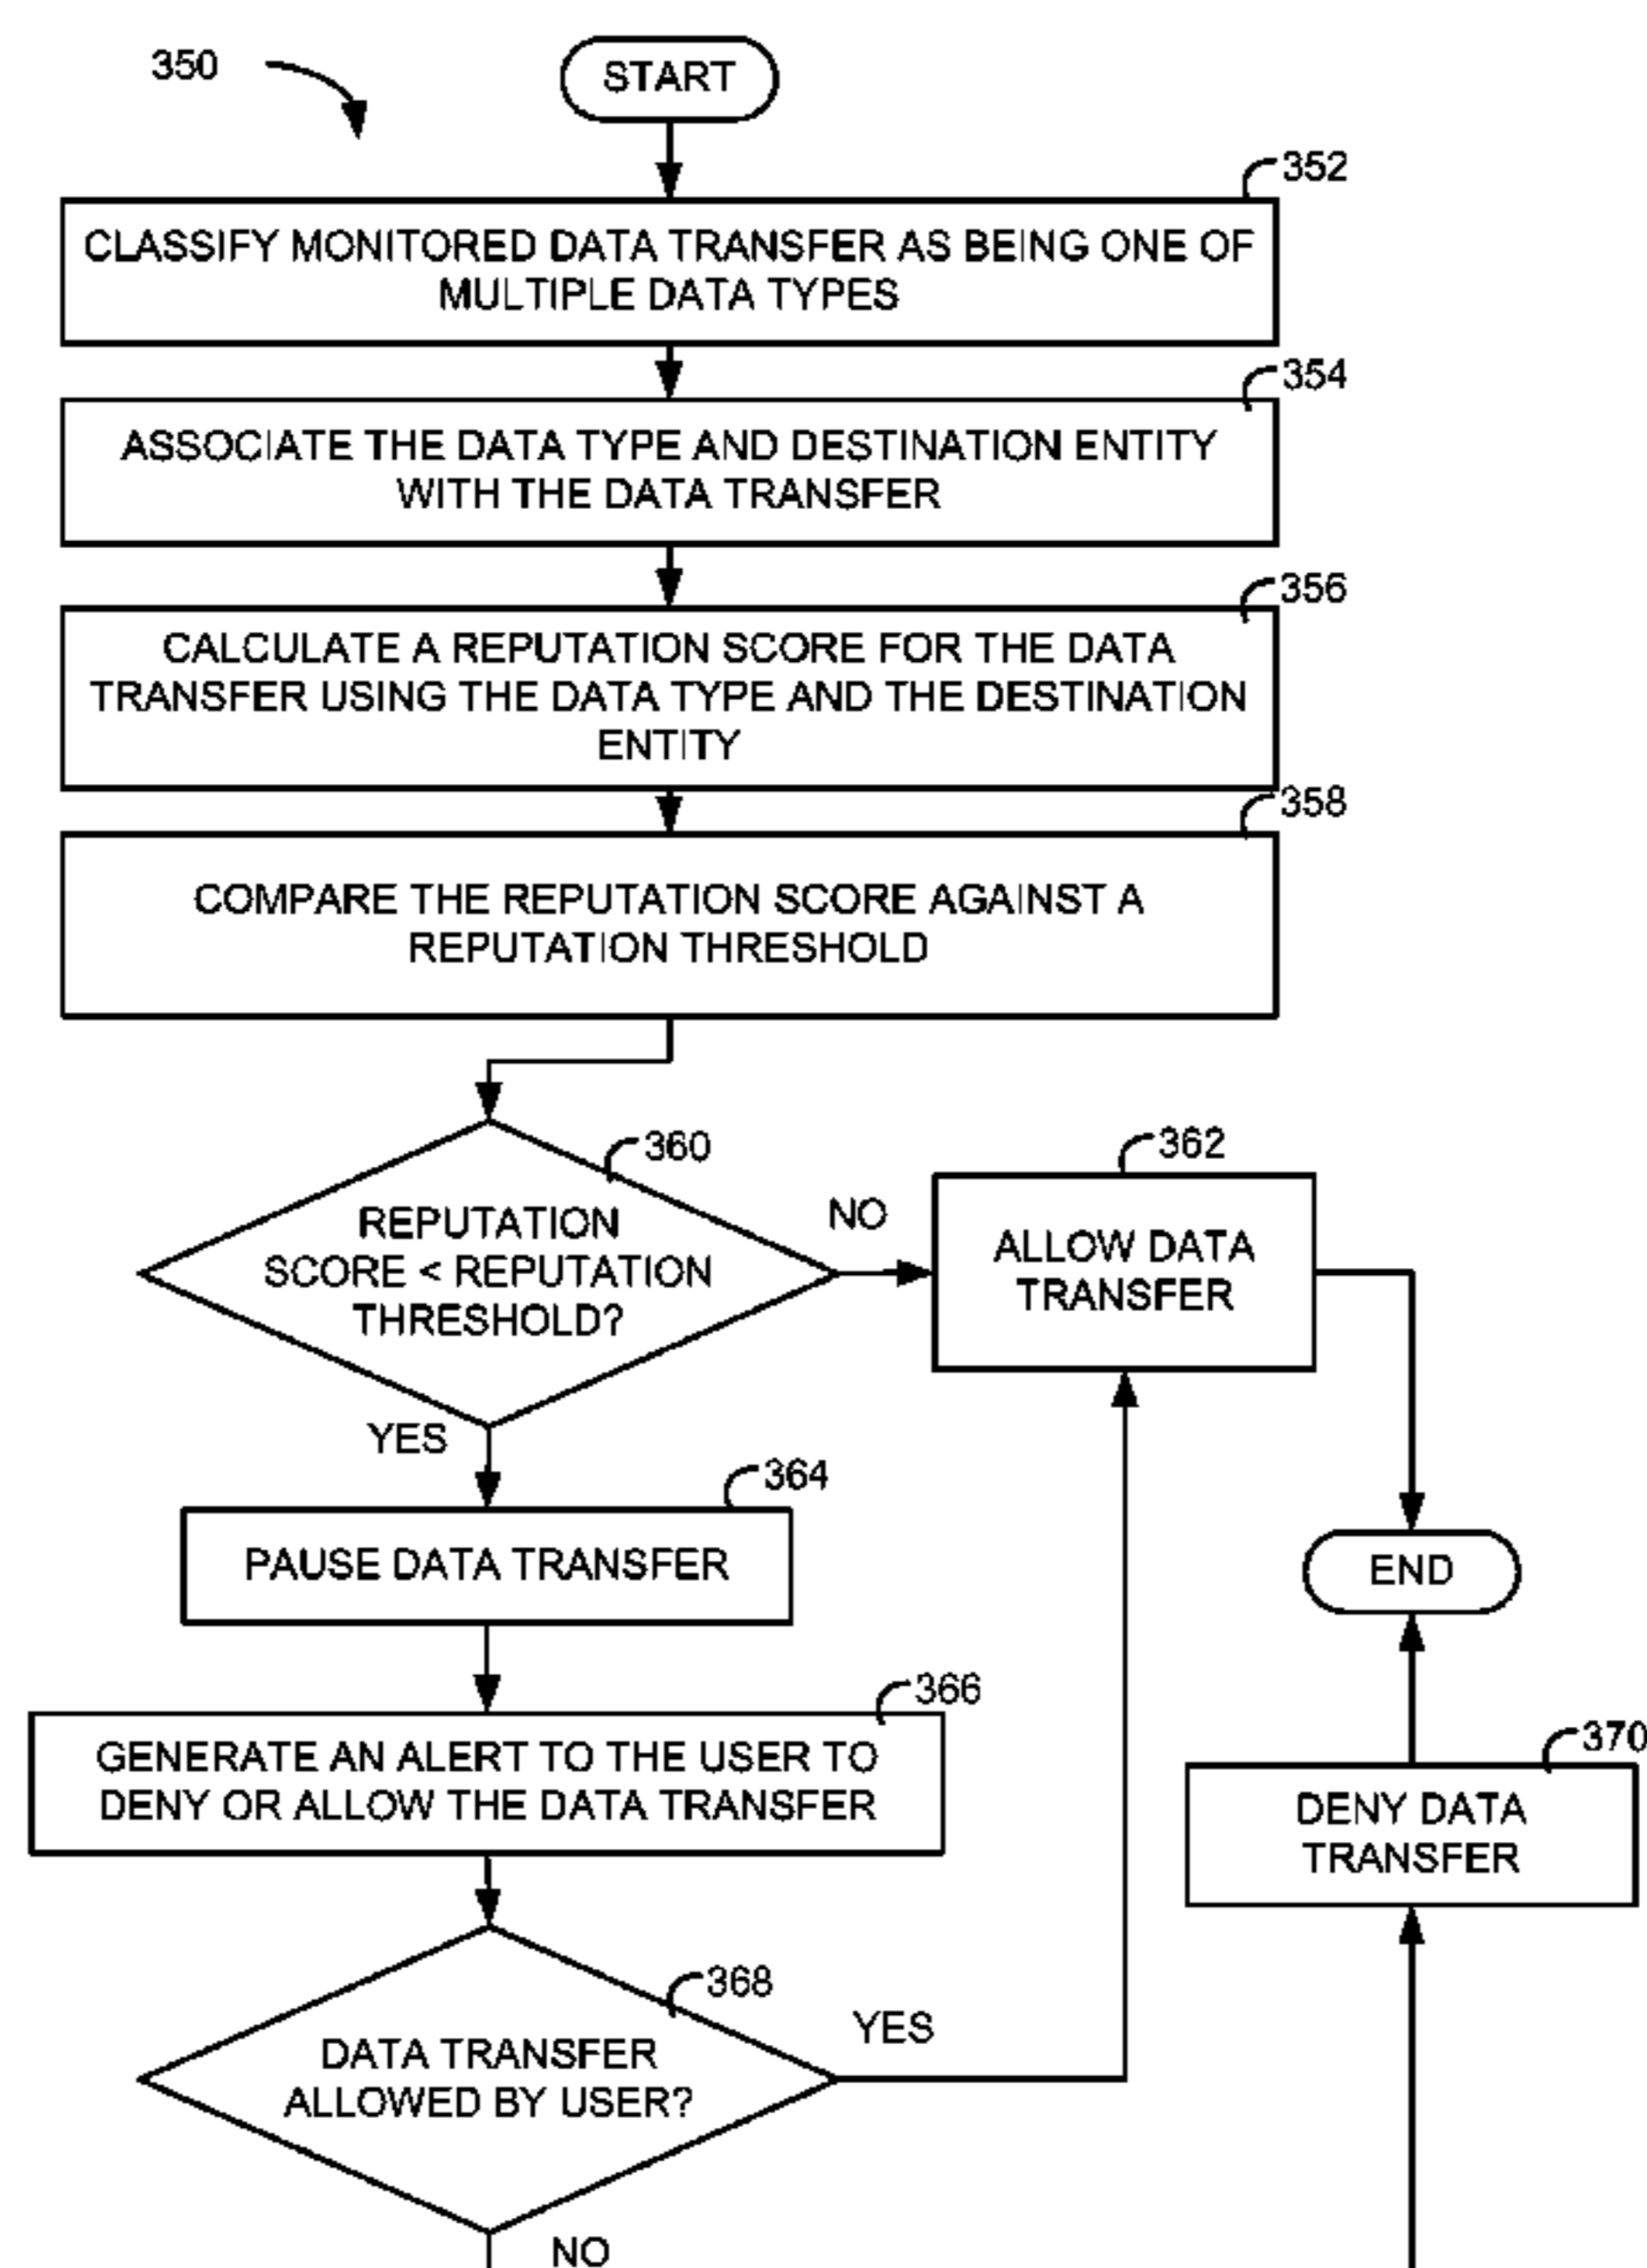 350
START
352
CLASSIFY MONITORED DATA TRANSFER AS BEING ONE OF
MULTIPLE DATA TYPES
354
ASSOCIATE THE DATA TYPE AND DESTINATION ENTITY
WITH THE DATA TRANSFER
356
CALCULATE A REPUTATION SCORE FOR THE DATA
TRANSFER USING THE DATA TYPE AND THE DESTINATION
ENTITY
358
COMPARE THE REPUTATION SCORE AGAINST A
REPUTATION THRESHOLD
360
REPUTATION
SCORE < REPUTATION
THRESHOLD?
NO
362
ALLOW DATA
TRANSFER
YES
364
PAUSE DATA TRANSFER
END
366
GENERATE AN ALERT TO THE USER TO
DENY OR ALLOW THE DATA TRANSFER
370
DENY DATA
TRANSFER
368
DATA TRANSFER
ALLOWED BY USER?
YES
NO